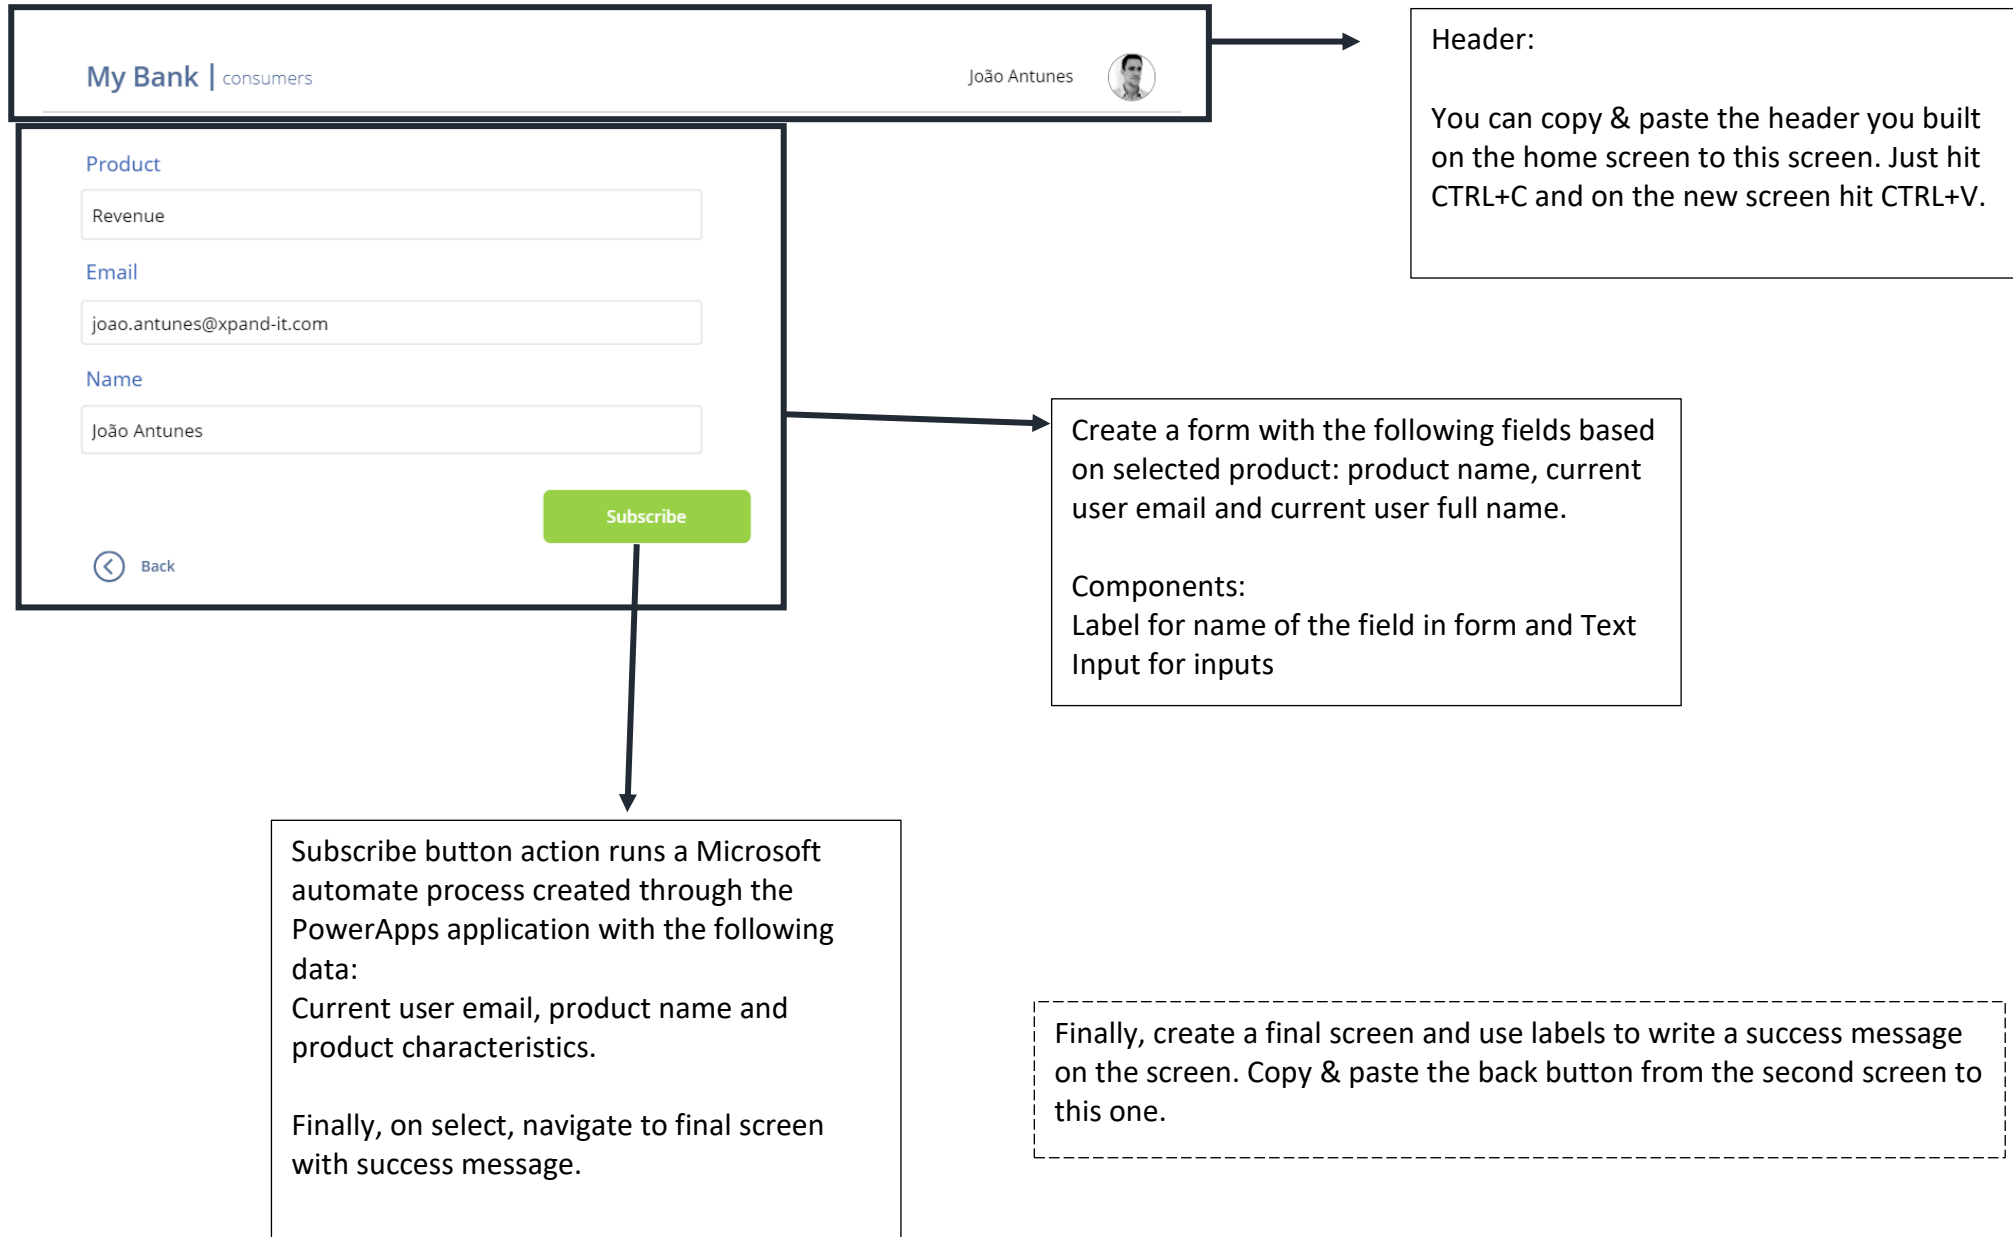 My Bank | consumers
João Antunes
Header:
You can copy & paste the header you built
on the home screen to this screen. Just hit
CTRL+C and on the new screen hit CTRL+V.
Product
Revenue
Email
joao.antunes@xpand-it.com
Name
João Antunes
Subscribe
Back
Create a form with the following fields based
on selected product: product name, current
user email and current user full name.
Components:
Label for name of the field in form and Text
Input for inputs
Subscribe button action runs a Microsoft
automate process created through the
PowerApps application with the following
data:
Current user email, product name and
product characteristics.
Finally, on select, navigate to final screen
with success message.
Finally, create a final screen and use labels to write a success message
on the screen. Copy & paste the back button from the second screen to
this one.